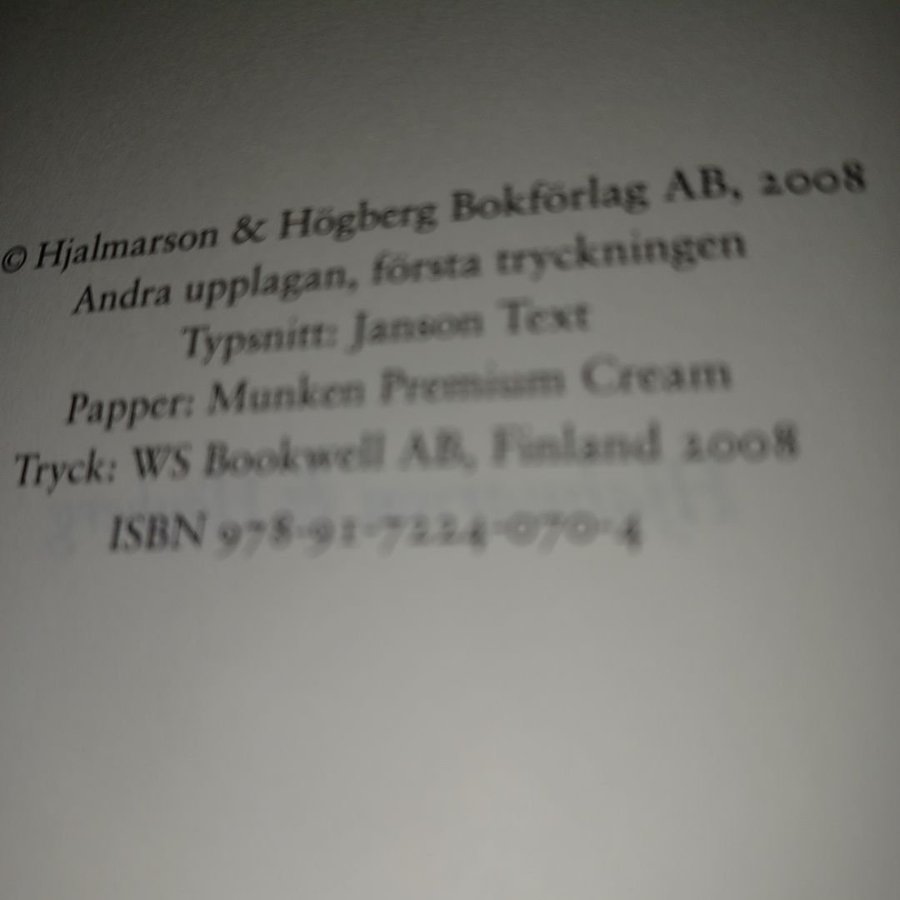 © Hjalmarson & Högberg Bokförlag AB, 2008
Andra upplagan, första tryckningen
Typsnitt: Janson Text
Papper: Munken Premium Cream
Tryck: WS Bookwell AB, Finland 2008
ISBN 978-91-7224-070-4